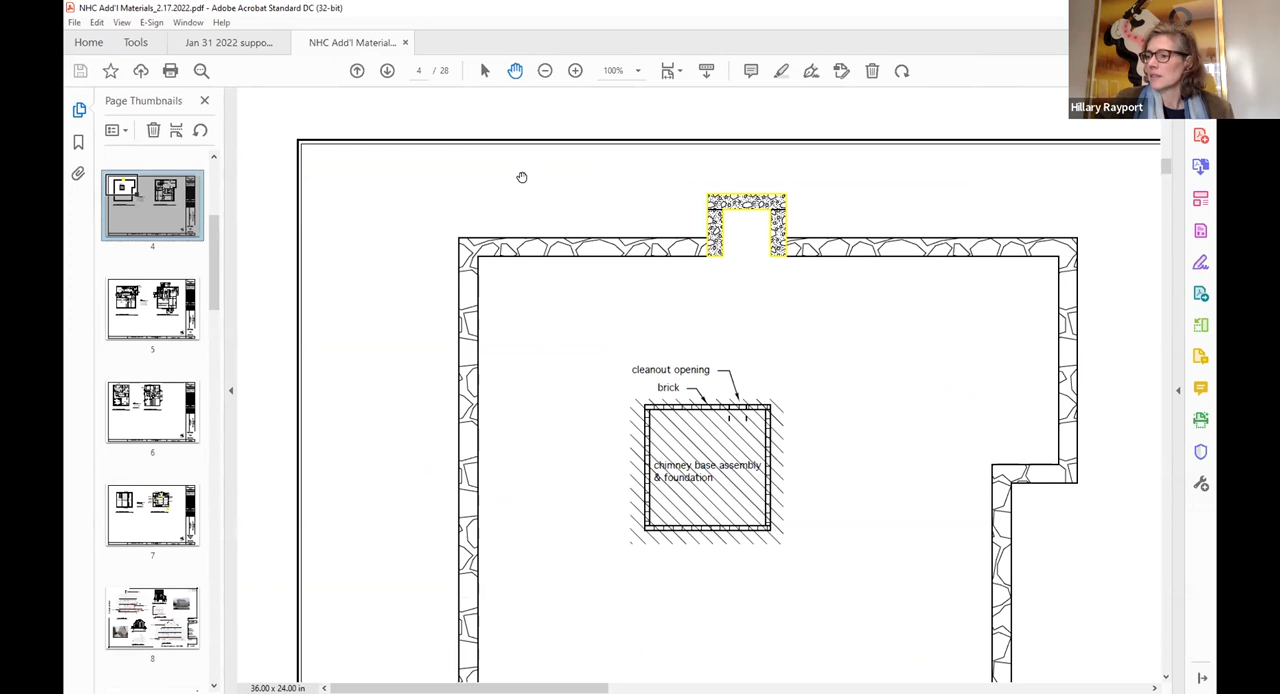 NHC Add'l Materials_2.17.2022.pdf - Adobe Acrobat Standard DC (32-bit)
File Edit View E-Sign Window Help
Home Tools Jan 31 2022 suppo... NHC Add'l Material... ×
4 / 28 100%
Page Thumbnails
Hillary Rayport
4
5
6
7
8
cleanout opening
brick
chimney base assembly
& foundation
36.00 x 24.00 in